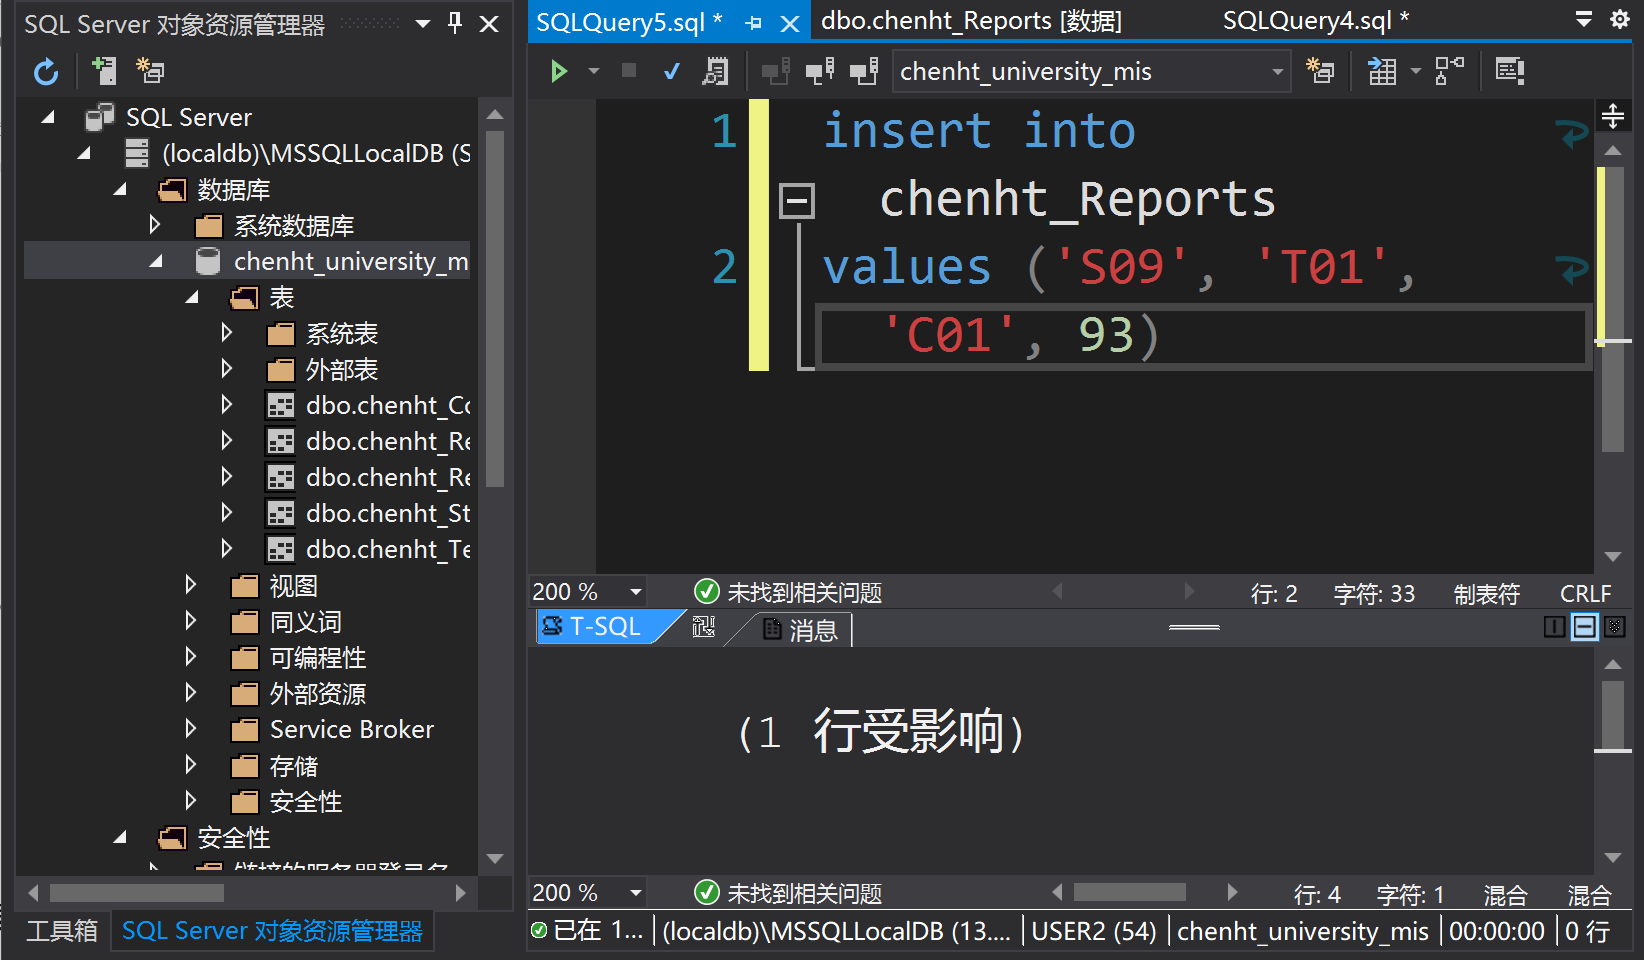 SQL Server 对象资源管理器
SQL Server
(localdb)\MSSQLLocalDB (S
数据库
系统数据库
chenht_university_m
表
系统表
外部表
dbo.chenht_Co
dbo.chenht_Re
dbo.chenht_Re
dbo.chenht_St
dbo.chenht_Te
视图
同义词
可编程性
外部资源
Service Broker
存储
安全性
安全性
工具箱 SQL Server 对象资源管理器
SQLQuery5.sql * dbo.chenht_Reports [数据] SQLQuery4.sql *
chenht_university_mis
1 insert into
chenht_Reports
2 values ('S09', 'T01',
'C01', 93)
200 % 未找到相关问题 行: 2 字符: 33 制表符 CRLF
T-SQL 消息
(1 行受影响)
200 % 未找到相关问题 行: 4 字符: 1 混合 混合
已在 1... (localdb)\MSSQLLocalDB (13.... USER2 (54) chenht_university_mis 00:00:00 0 行